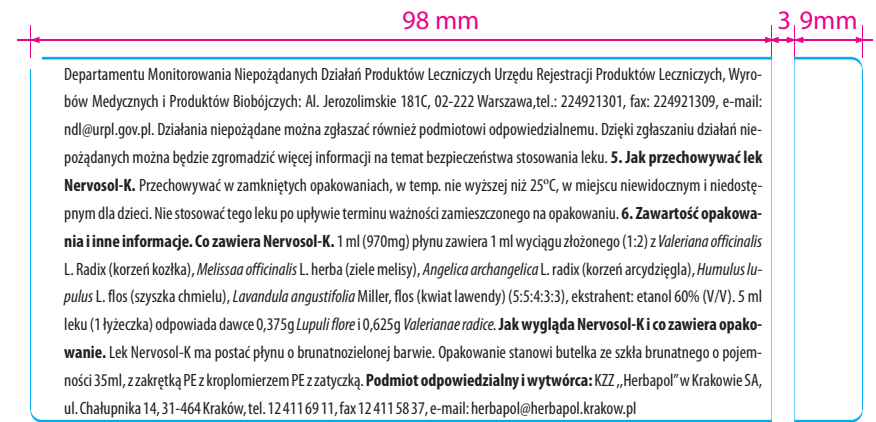 98 mm 3 9mm
Departamentu Monitorowania Niepożądanych Działań Produktów Leczniczych Urzędu Rejestracji Produktów Leczniczych, Wyro-
bów Medycznych i Produktów Biobójczych: Al. Jerozolimskie 181C, 02-222 Warszawa,tel.: 224921301, fax: 224921309, e-mail:
ndl@urpl.gov.pl. Działania niepożądane można zgłaszać również podmiotowi odpowiedzialnemu. Dzięki zgłaszaniu działań nie-
pożądanych można będzie zgromadzić więcej informacji na temat bezpieczeństwa stosowania leku. 5. Jak przechowywać lek
Nervosol-K. Przechowywać w zamkniętych opakowaniach, w temp. nie wyższej niż 25°C, w miejscu niewidocznym i niedostę-
pnym dla dzieci. Nie stosować tego leku po upływie terminu ważności zamieszczonego na opakowaniu. 6. Zawartość opakowa-
nia i inne informacje. Co zawiera Nervosol-K. 1 ml (970mg) płynu zawiera 1 ml wyciągu złożonego (1:2) z Valeriana officinalis
L. Radix (korzeń kozłka), Melissaa officinalis L. herba (ziele melisy), Angelica archangelica L. radix (korzeń arcydzięgla), Humulus lu-
pulus L. flos (szyszka chmielu), Lavandula angustifolia Miller, flos (kwiat lawendy) (5:5:4:3:3), ekstrahent: etanol 60% (V/V). 5 ml
leku (1 łyżeczka) odpowiada dawce 0,375g Lupuli flore i 0,625g Valerianae radice. Jak wygląda Nervosol-K i co zawiera opako-
wanie. Lek Nervosol-K ma postać płynu o brunatnozielonej barwie. Opakowanie stanowi butelka ze szkła brunatnego o pojem-
ności 35ml, z zakrętką PE z kroplomierzem PE z zatyczką. Podmiot odpowiedzialny i wytwórca: KZZ ,,Herbapol" w Krakowie SA,
ul. Chałupnika 14, 31-464 Kraków, tel. 12 411 69 11, fax 12 411 58 37, e-mail: herbapol@herbapol.krakow.pl